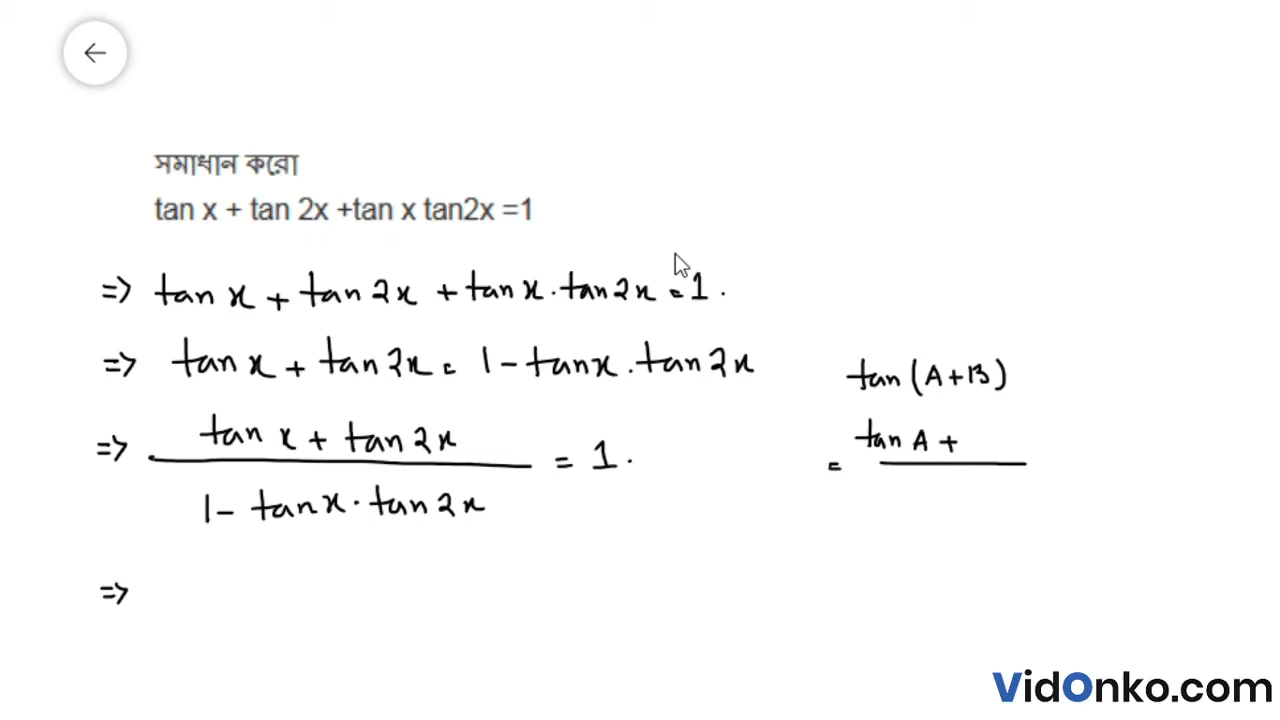 সমাধান করো
tan x + tan 2x +tan x tan2x =1
=> tan x + tan 2x + tan x . tan 2x = 1 .
=> tan x + tan 2x = 1 - tan x . tan 2x
=> tan x + tan 2x
1 - tan x . tan 2x
= 1 .
tan (A+B)
= tan A +
=>
VidOnko.com